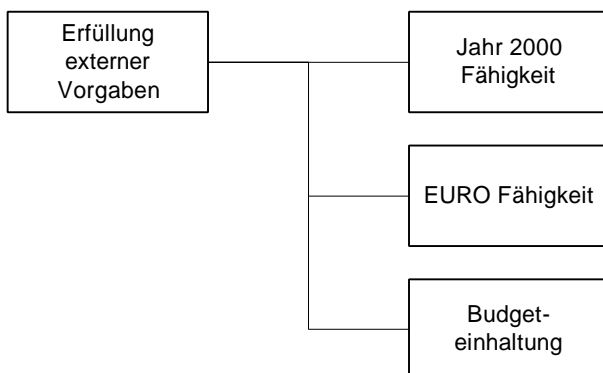 Erfüllung
externer
Vorgaben
Jahr 2000
Fähigkeit
EURO Fähigkeit
Budget-
einhaltung